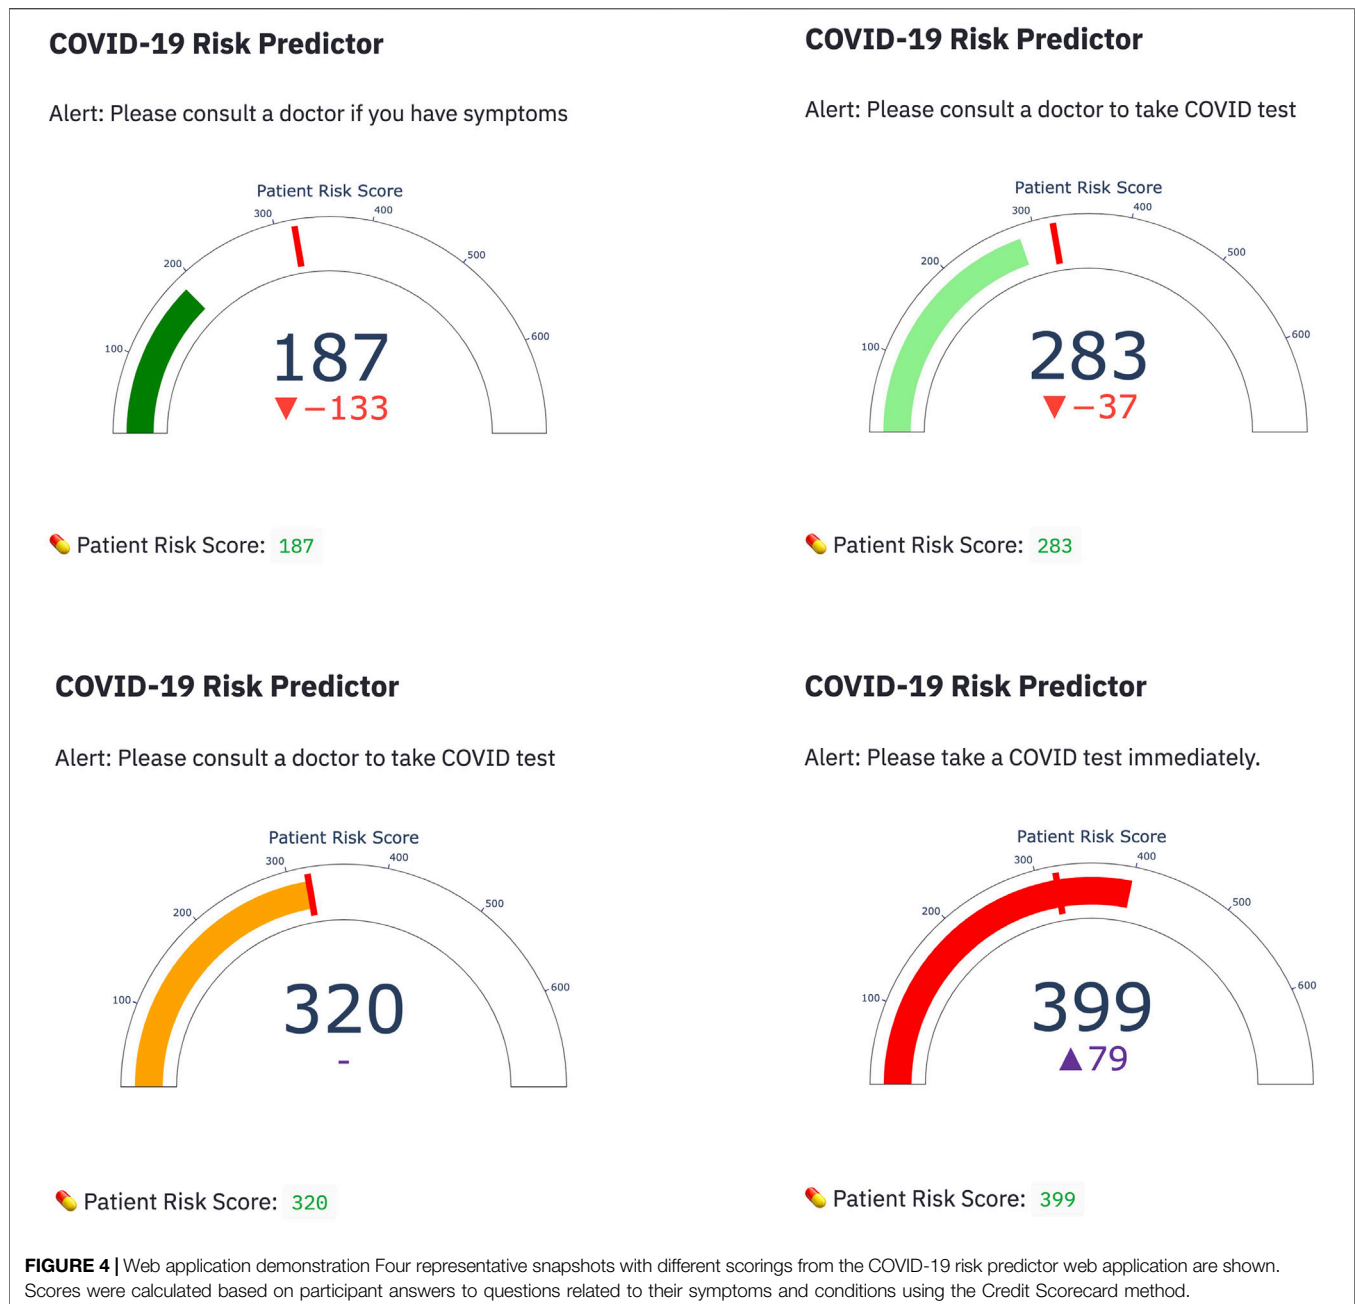 COVID-19 Risk Predictor
Alert: Please consult a doctor if you have symptoms
Patient Risk Score
100
200
300
400
500
600
187
▼−133
Patient Risk Score: 187
COVID-19 Risk Predictor
Alert: Please consult a doctor to take COVID test
Patient Risk Score
100
200
300
400
500
600
283
▼−37
Patient Risk Score: 283
COVID-19 Risk Predictor
Alert: Please consult a doctor to take COVID test
Patient Risk Score
100
200
300
400
500
600
320
-
Patient Risk Score: 320
COVID-19 Risk Predictor
Alert: Please take a COVID test immediately.
Patient Risk Score
100
200
300
400
500
600
399
▲79
Patient Risk Score: 399
FIGURE 4 | Web application demonstration Four representative snapshots with different scorings from the COVID-19 risk predictor web application are shown.
Scores were calculated based on participant answers to questions related to their symptoms and conditions using the Credit Scorecard method.